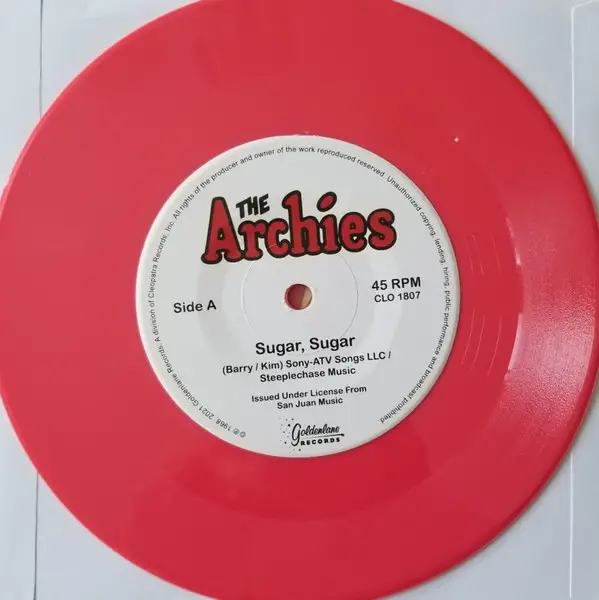 THE
Archies
Side A
45 RPM
CLO 1807
Sugar, Sugar
(Barry / Kim) Sony-ATV Songs LLC /
Steeplechase Music
Issued Under License From
San Juan Music
Goldenlane
RECORDS
©℗ 1968, 2021 Goldenlane Records. A division of Cleopatra Records, Inc. All rights of the producer and owner of the work reproduced reserved. Unauthorized copying, lending, hiring, public performance and broadcast prohibited.